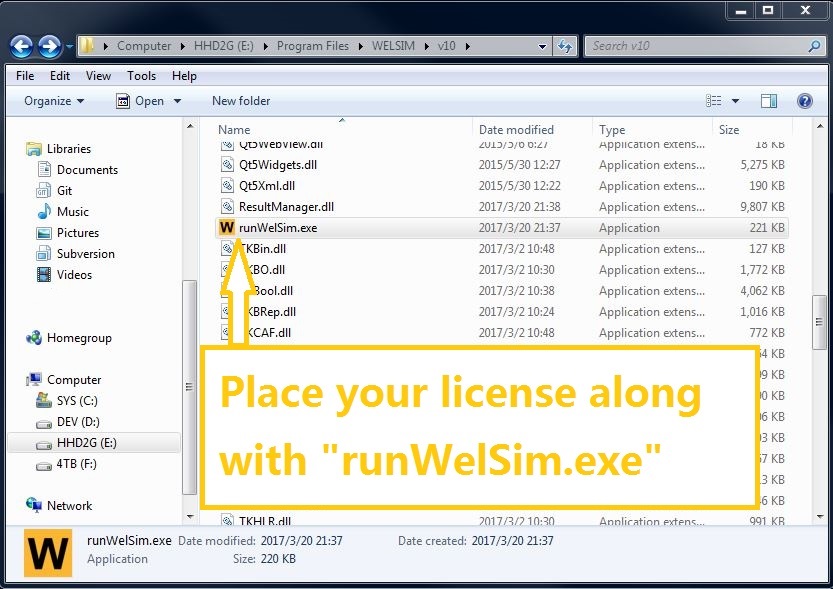 Computer HHD2G (E:) Program Files WELSIM v10
Search v10
File Edit View Tools Help
Organize Open New folder
Name Date modified Type Size
Qt5WebView.dll 2015/5/6 6:27 Application extens... 18 KB
Qt5Widgets.dll 2015/5/30 12:27 Application extens... 5,275 KB
Qt5Xml.dll 2015/5/30 12:22 Application extens... 190 KB
ResultManager.dll 2017/3/20 21:38 Application extens... 9,807 KB
W runWelSim.exe 2017/3/20 21:37 Application 221 KB
TKBin.dll 2017/3/2 10:48 Application extens... 127 KB
KBO.dll 2017/3/2 10:30 Application extens... 1,772 KB
Bool.dll 2017/3/2 10:38 Application extens... 4,062 KB
KBRep.dll 2017/3/2 10:24 Application extens... 1,016 KB
KCAF.dll 2017/3/2 10:48 Application extens... 772 KB
Libraries
Documents
Git
Music
Pictures
Subversion
Videos
Homegroup
Computer
SYS (C:)
DEV (D:)
HHD2G (E:)
4TB (F:)
Network
Place your license along
with "runWelSim.exe"
TKHLR.dll 2017/3/2 10:30 Application extens... 991 KB
W
runWelSim.exe Date modified: 2017/3/20 21:37 Date created: 2017/3/20 21:37
Application Size: 220 KB